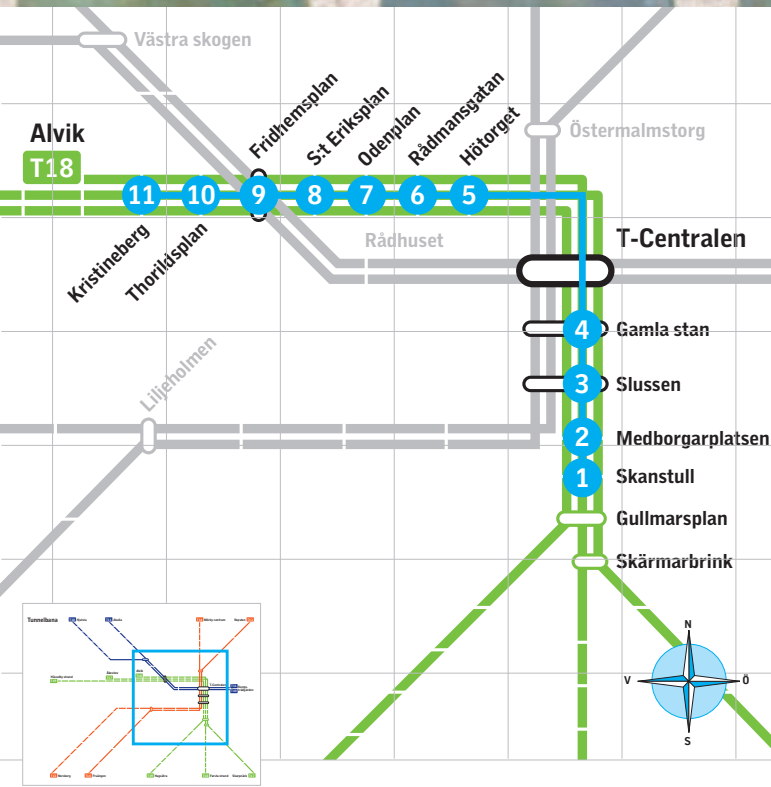 Västra skogen
Alvik
T18
Fridhemsplan
S:t Eriksplan
Odenplan
Rådmansgatan
Hötorget
Östermalmstorg
11
10
9
8
7
6
5
Kristineberg
Thorildsplan
Rådhuset
T-Centralen
4
Gamla stan
Liljeholmen
3
Slussen
2
Medborgarplatsen
1
Skanstull
Gullmarsplan
Skärmarbrink
Tunnelbana
N
V
Ö
S